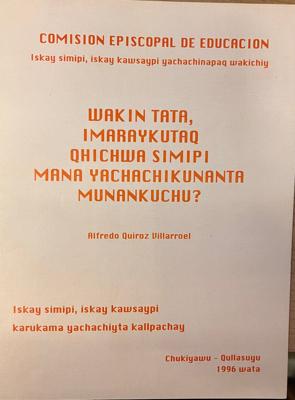 COMISION EPISCOPAL DE EDUCACION
Iskay simipi, iskay kawsaypi yachachinapaq wakichiy
WAKIN TATA,
IMARAYKUTAQ
QHICHWA SIMIPI
MANA YACHACHIKUNANTA
MUNANKUCHU?
Alfredo Quiroz Villarroel
Iskay simipi, iskay kawsaypi
karukama yachachiyta kallpachay
Chukiyawu - Qullasuyu
1996 wata